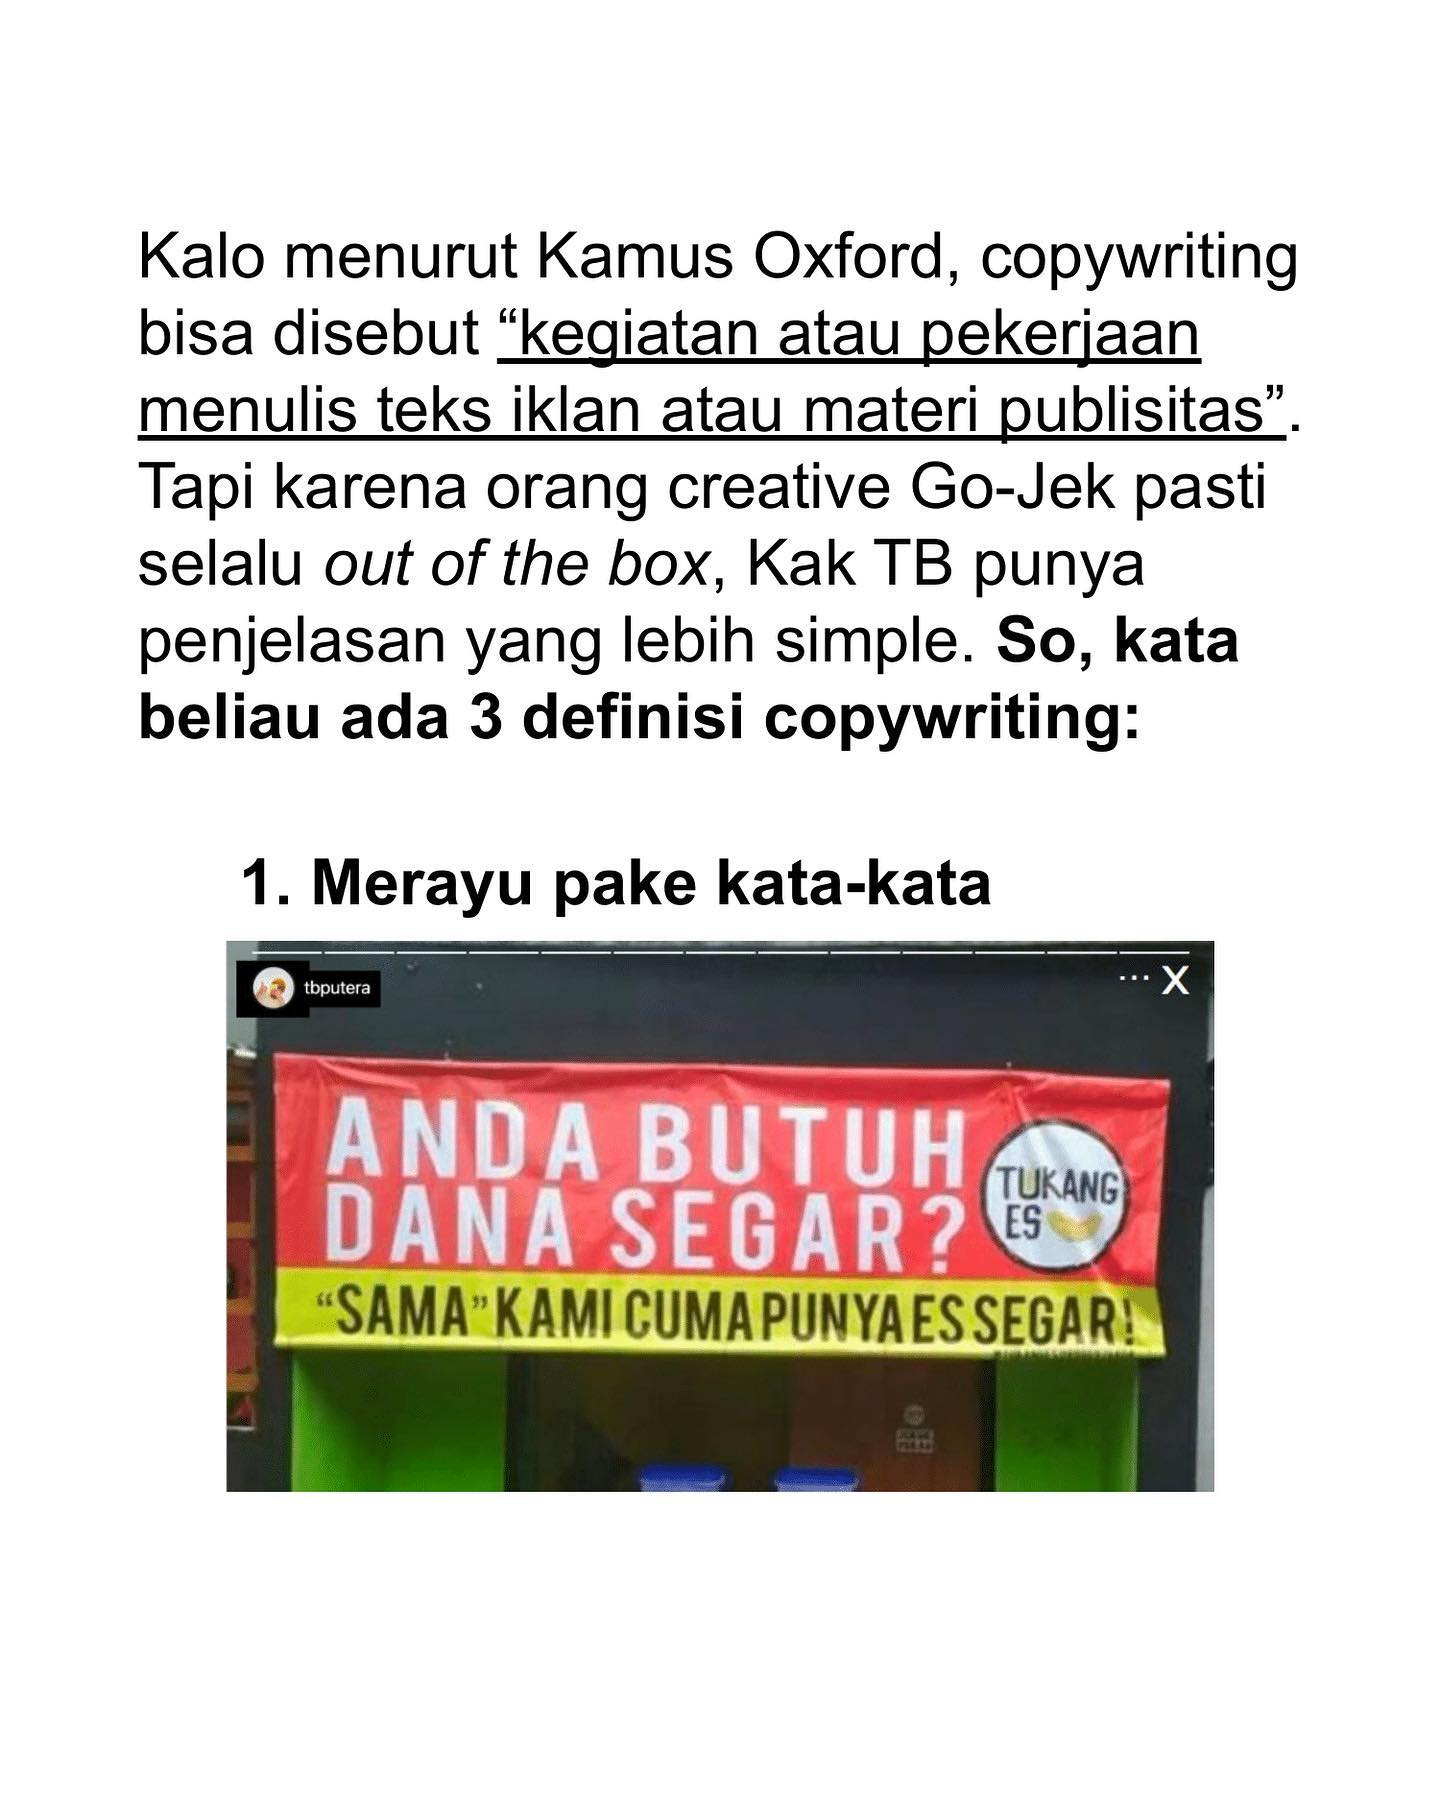 Kalo menurut Kamus Oxford, copywriting
bisa disebut “kegiatan atau pekerjaan
menulis teks iklan atau materi publisitas”.
Tapi karena orang creative Go-Jek pasti
selalu out of the box, Kak TB punya
penjelasan yang lebih simple. So, kata
beliau ada 3 definisi copywriting:
1. Merayu pake kata-kata
tbputera
... X
ANDA BUTUH
DANA SEGAR?
TUKANG
ES
“SAMA” KAMI CUMA PUNYA ES SEGAR!